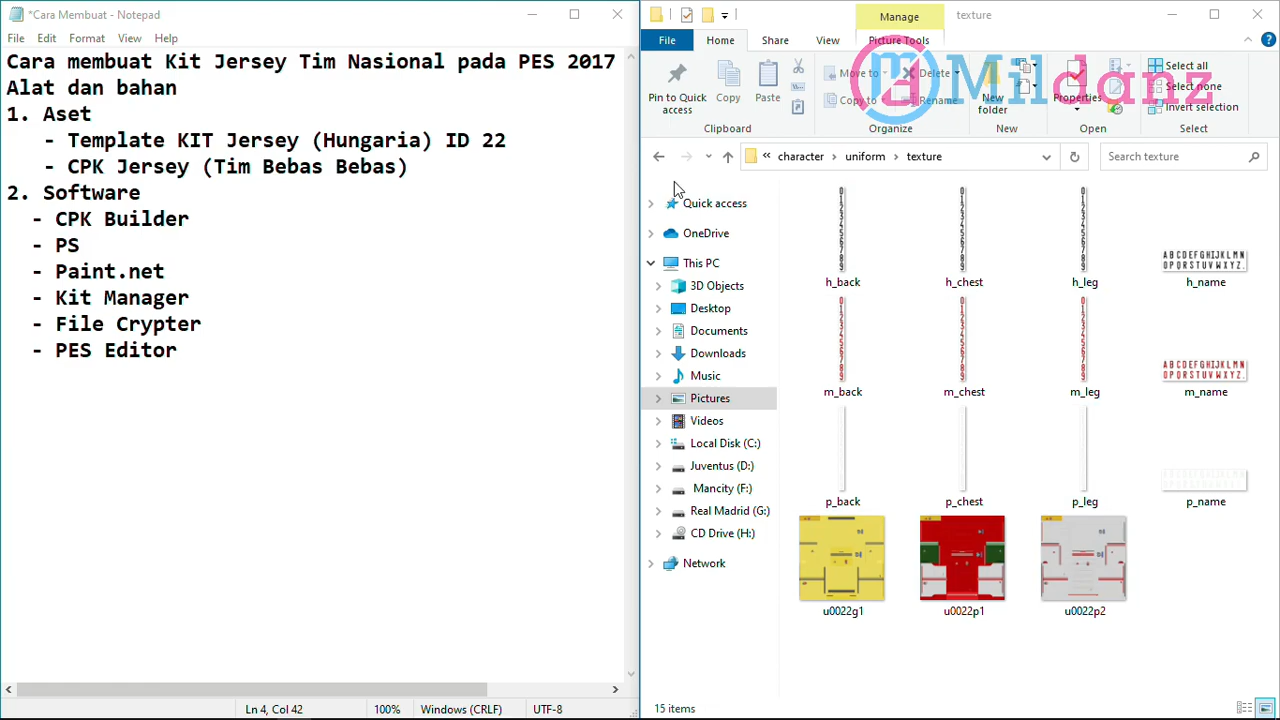 *Cara Membuat - Notepad
File Edit Format View Help
Cara membuat Kit Jersey Tim Nasional pada PES 2017
Alat dan bahan
1. Aset
- Template KIT Jersey (Hungaria) ID 22
- CPK Jersey (Tim Bebas Bebas)
2. Software
- CPK Builder
- PS
- Paint.net
- Kit Manager
- File Crypter
- PES Editor
Ln 4, Col 42 100% Windows (CRLF) UTF-8
Manage texture
File Home Share View Picture Tools
Mildanz
Pin to Quick access
Copy
Paste
Clipboard
Move to
Copy to
Delete
Rename
Organize
New folder
New
Properties
Open
Select all
Select none
Invert selection
Select
« character › uniform › texture
Search texture
Quick access
OneDrive
This PC
3D Objects
Desktop
Documents
Downloads
Music
Pictures
Videos
Local Disk (C:)
Juventus (D:)
Mancity (F:)
Real Madrid (G:)
CD Drive (H:)
Network
ABCDEFGHIJKLMN
OPQRSTUVWXYZ.
h_back h_chest h_leg h_name
ABCDEFGHIJKLMN
OPQRSTUVWXYZ.
m_back m_chest m_leg m_name
p_back p_chest p_leg p_name
u0022g1 u0022p1 u0022p2
15 items